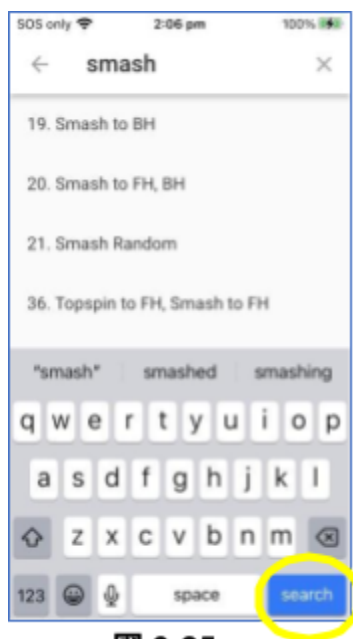 SOS only 2:06 pm 100%
smash
19. Smash to BH
20. Smash to FH, BH
21. Smash Random
36. Topspin to FH, Smash to FH
"smash" smashed smashing
q w e r t y u i o p
a s d f g h j k l
z x c v b n m
123 space search